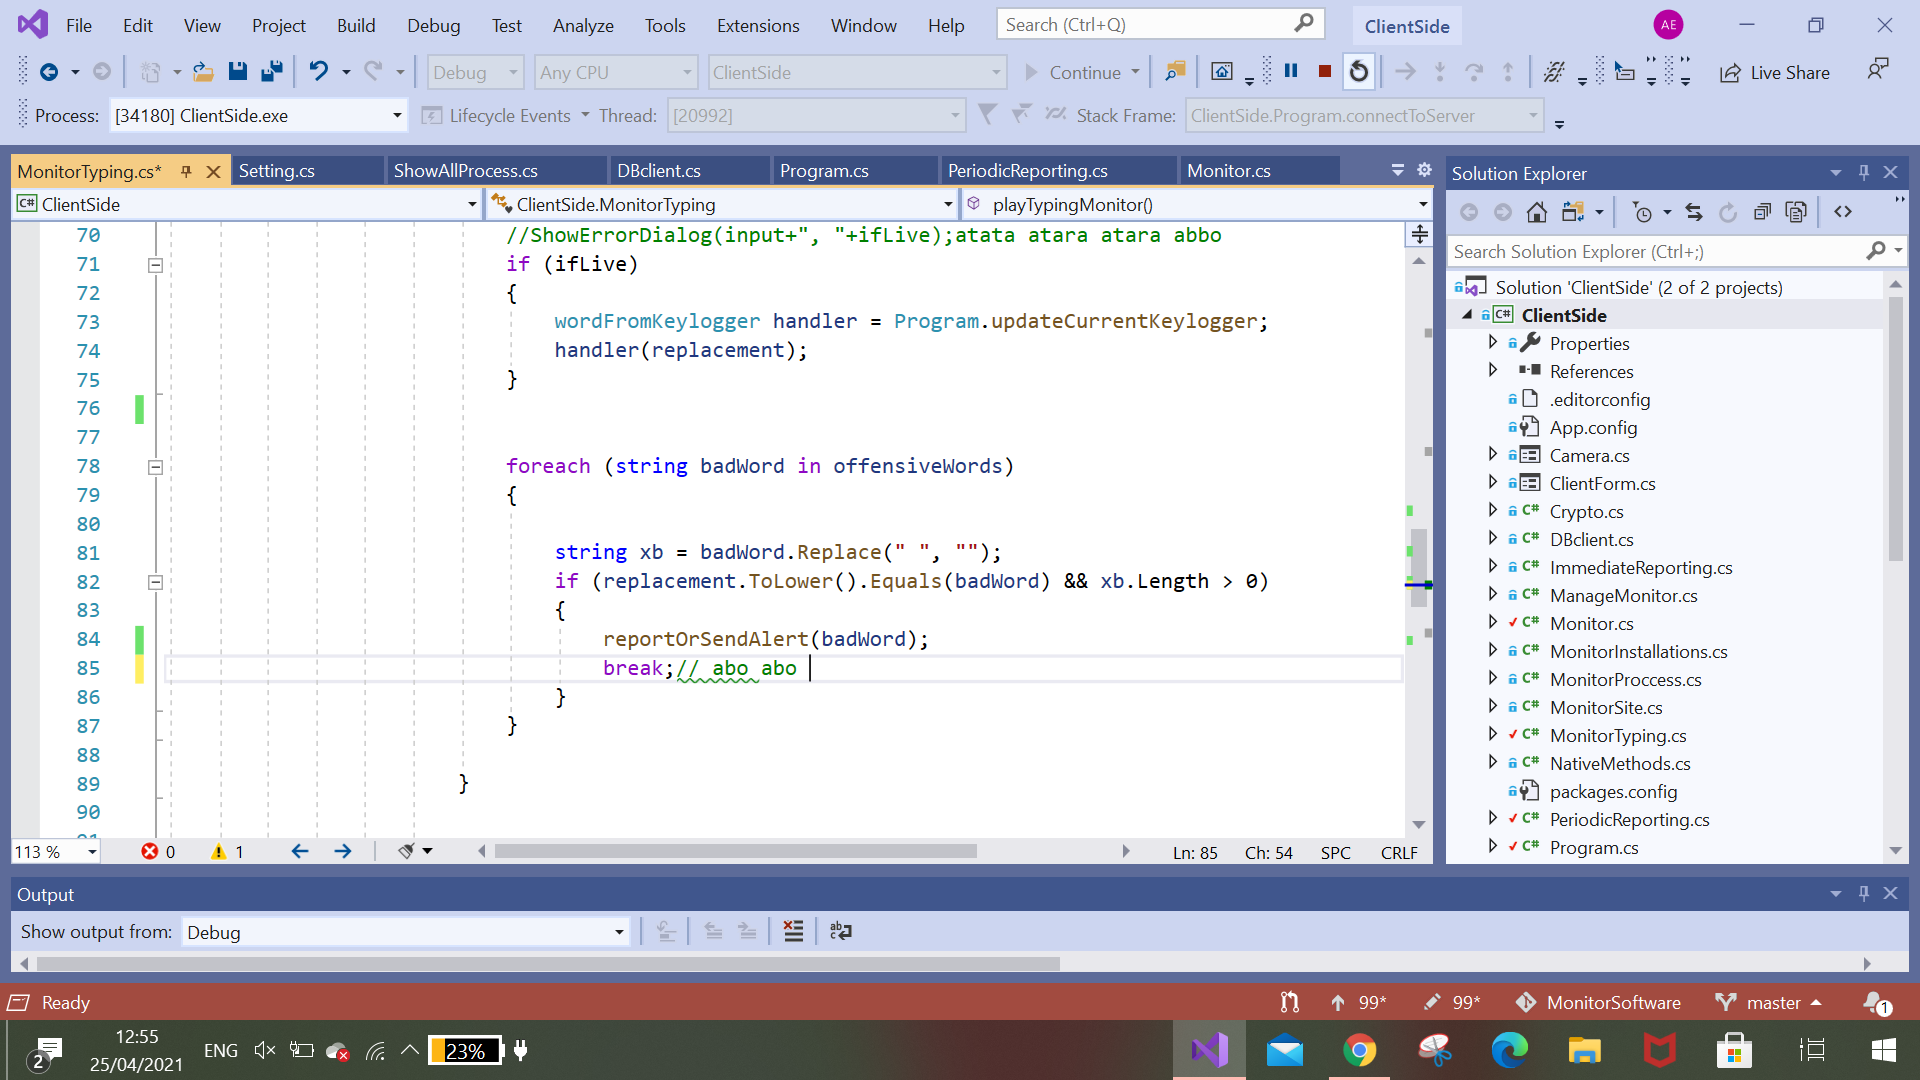 File Edit View Project Build Debug Test Analyze Tools Extensions Window Help Search (Ctrl+Q) ClientSide AE
Debug Any CPU ClientSide Continue Live Share
Process: [34180] ClientSide.exe Lifecycle Events Thread: [20992] Stack Frame: ClientSide.Program.connectToServer
MonitorTyping.cs* Setting.cs ShowAllProcess.cs DBclient.cs Program.cs PeriodicReporting.cs Monitor.cs
C# ClientSide ClientSide.MonitorTyping playTypingMonitor()
70 //ShowErrorDialog(input+", "+ifLive);atata atara atara abbo
71 if (ifLive)
72 {
73 wordFromKeylogger handler = Program.updateCurrentKeylogger;
74 handler(replacement);
75 }
76
77
78 foreach (string badWord in offensiveWords)
79 {
80
81 string xb = badWord.Replace(" ", "");
82 if (replacement.ToLower().Equals(badWord) && xb.Length > 0)
83 {
84 reportOrSendAlert(badWord);
85 break;// abo abo
86 }
87 }
88
89 }
90
113 % 0 1 Ln: 85 Ch: 54 SPC CRLF
Solution Explorer
Search Solution Explorer (Ctrl+;)
Solution 'ClientSide' (2 of 2 projects)
C# ClientSide
Properties
References
.editorconfig
App.config
Camera.cs
ClientForm.cs
C# Crypto.cs
C# DBclient.cs
C# ImmediateReporting.cs
C# ManageMonitor.cs
C# Monitor.cs
C# MonitorInstallations.cs
C# MonitorProccess.cs
C# MonitorSite.cs
C# MonitorTyping.cs
C# NativeMethods.cs
packages.config
C# PeriodicReporting.cs
C# Program.cs
Output
Show output from: Debug
Ready 99* 99* MonitorSoftware master 1
2 12:55 ENG 23%
25/04/2021